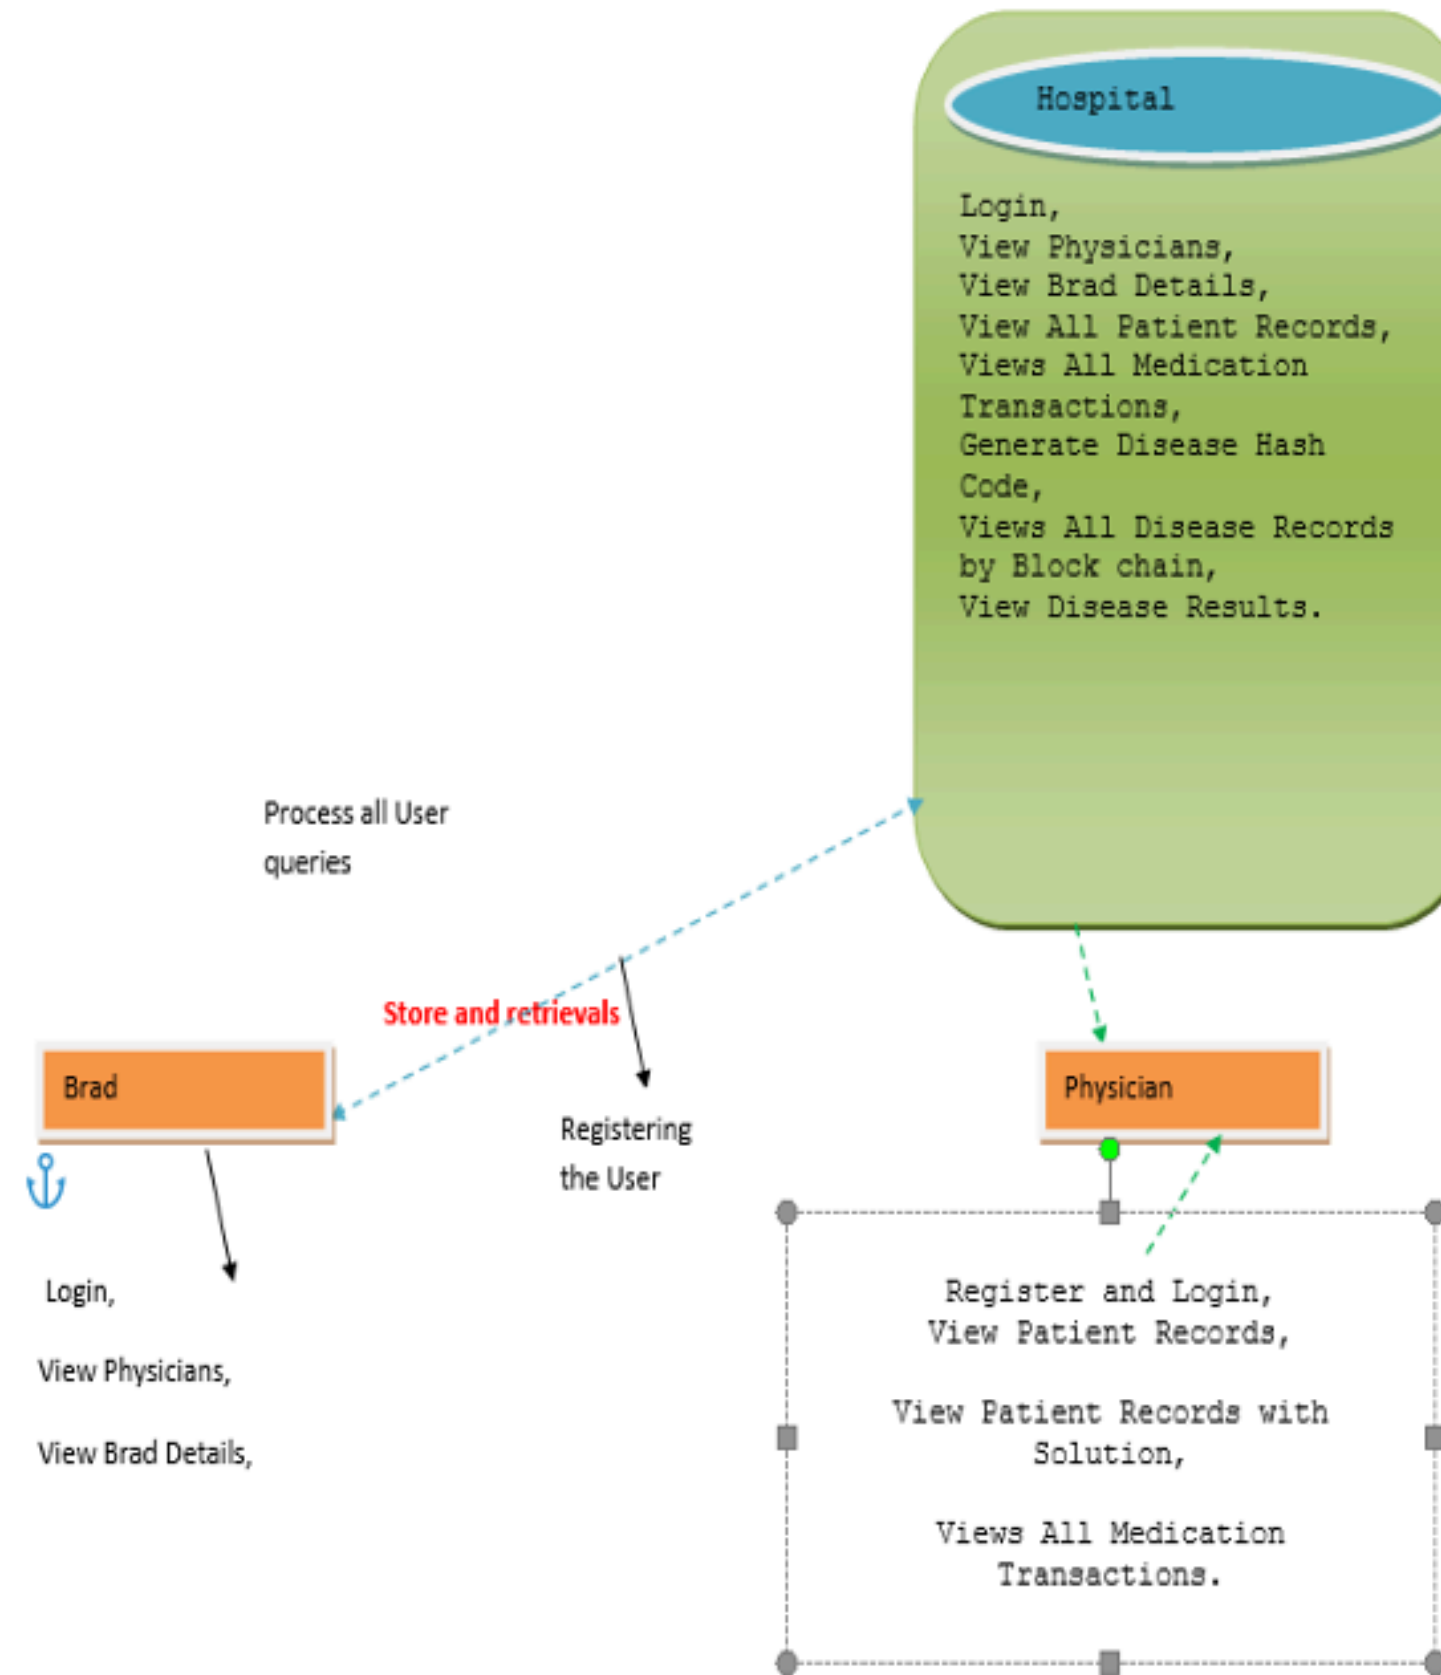 Hospital
Login,
View Physicians,
View Brad Details,
View All Patient Records,
Views All Medication
Transactions,
Generate Disease Hash
Code,
Views All Disease Records
by Block chain,
View Disease Results.
Process all User
queries
Store and retrievals
Brad
Physician
Registering
the User
Login,
View Physicians,
View Brad Details,
Register and Login,
View Patient Records,
View Patient Records with
Solution,
Views All Medication
Transactions.